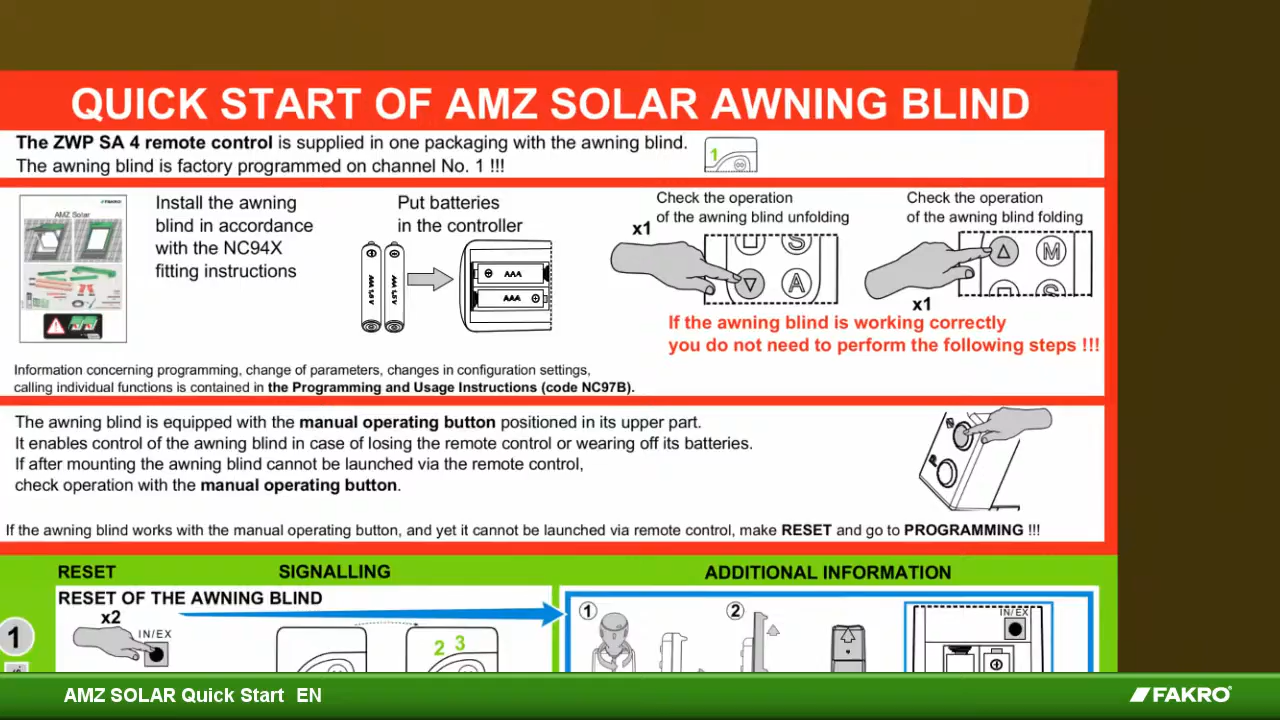 QUICK START OF AMZ SOLAR AWNING BLIND
The ZWP SA 4 remote control is supplied in one packaging with the awning blind.
The awning blind is factory programmed on channel No. 1 !!!
1
FAKRO
AMZ Solar
Install the awning
blind in accordance
with the NC94X
fitting instructions
Put batteries
in the controller
AAA 1,5 V
AAA 1,5 V
AAA
AAA
Check the operation
of the awning blind unfolding
x1
S
A
Check the operation
of the awning blind folding
M
S
x1
If the awning blind is working correctly
you do not need to perform the following steps !!!
Information concerning programming, change of parameters, changes in configuration settings,
calling individual functions is contained in the Programming and Usage Instructions (code NC97B).
The awning blind is equipped with the manual operating button positioned in its upper part.
It enables control of the awning blind in case of losing the remote control or wearing off its batteries.
If after mounting the awning blind cannot be launched via the remote control,
check operation with the manual operating button.
P
If the awning blind works with the manual operating button, and yet it cannot be launched via remote control, make RESET and go to PROGRAMMING !!!
RESET
SIGNALLING
ADDITIONAL INFORMATION
RESET OF THE AWNING BLIND
x2
IN/EX
1
2 3
1
2
IN/EX
AMZ SOLAR Quick Start EN
FAKRO